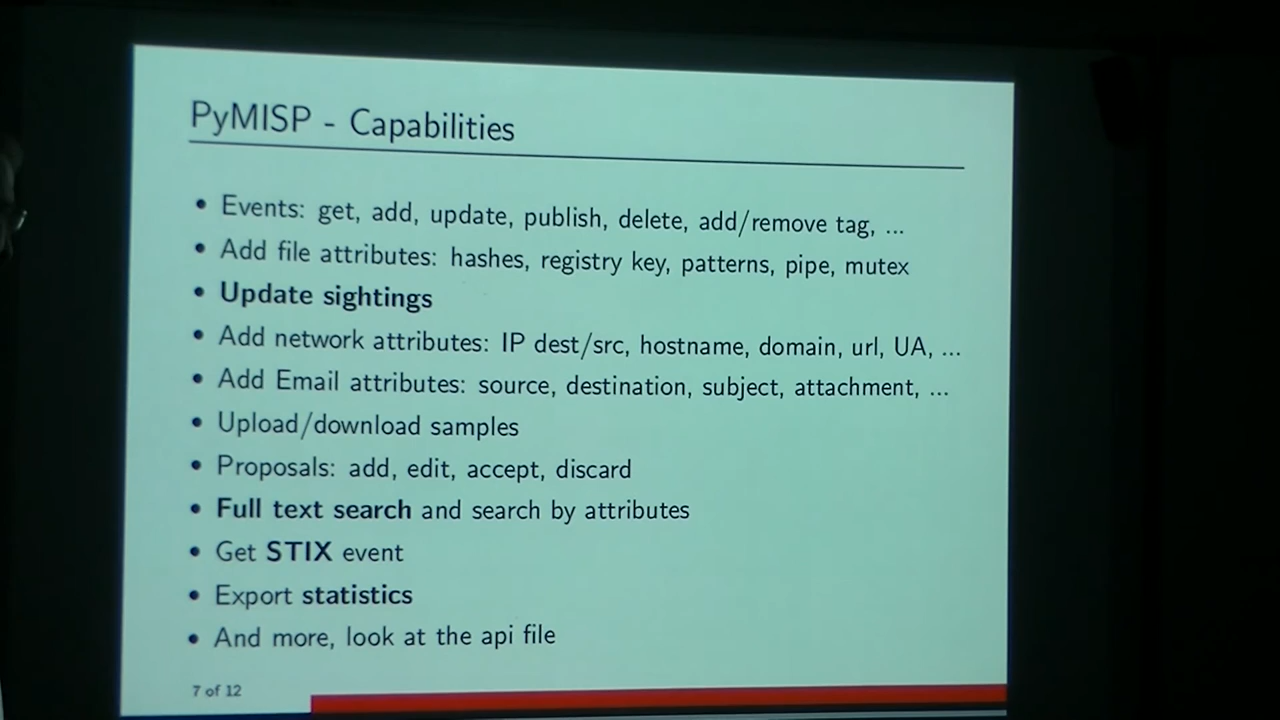 PyMISP - Capabilities
• Events: get, add, update, publish, delete, add/remove tag, ...
• Add file attributes: hashes, registry key, patterns, pipe, mutex
• Update sightings
• Add network attributes: IP dest/src, hostname, domain, url, UA, ...
• Add Email attributes: source, destination, subject, attachment, ...
• Upload/download samples
• Proposals: add, edit, accept, discard
• Full text search and search by attributes
• Get STIX event
• Export statistics
• And more, look at the api file
7 of 12